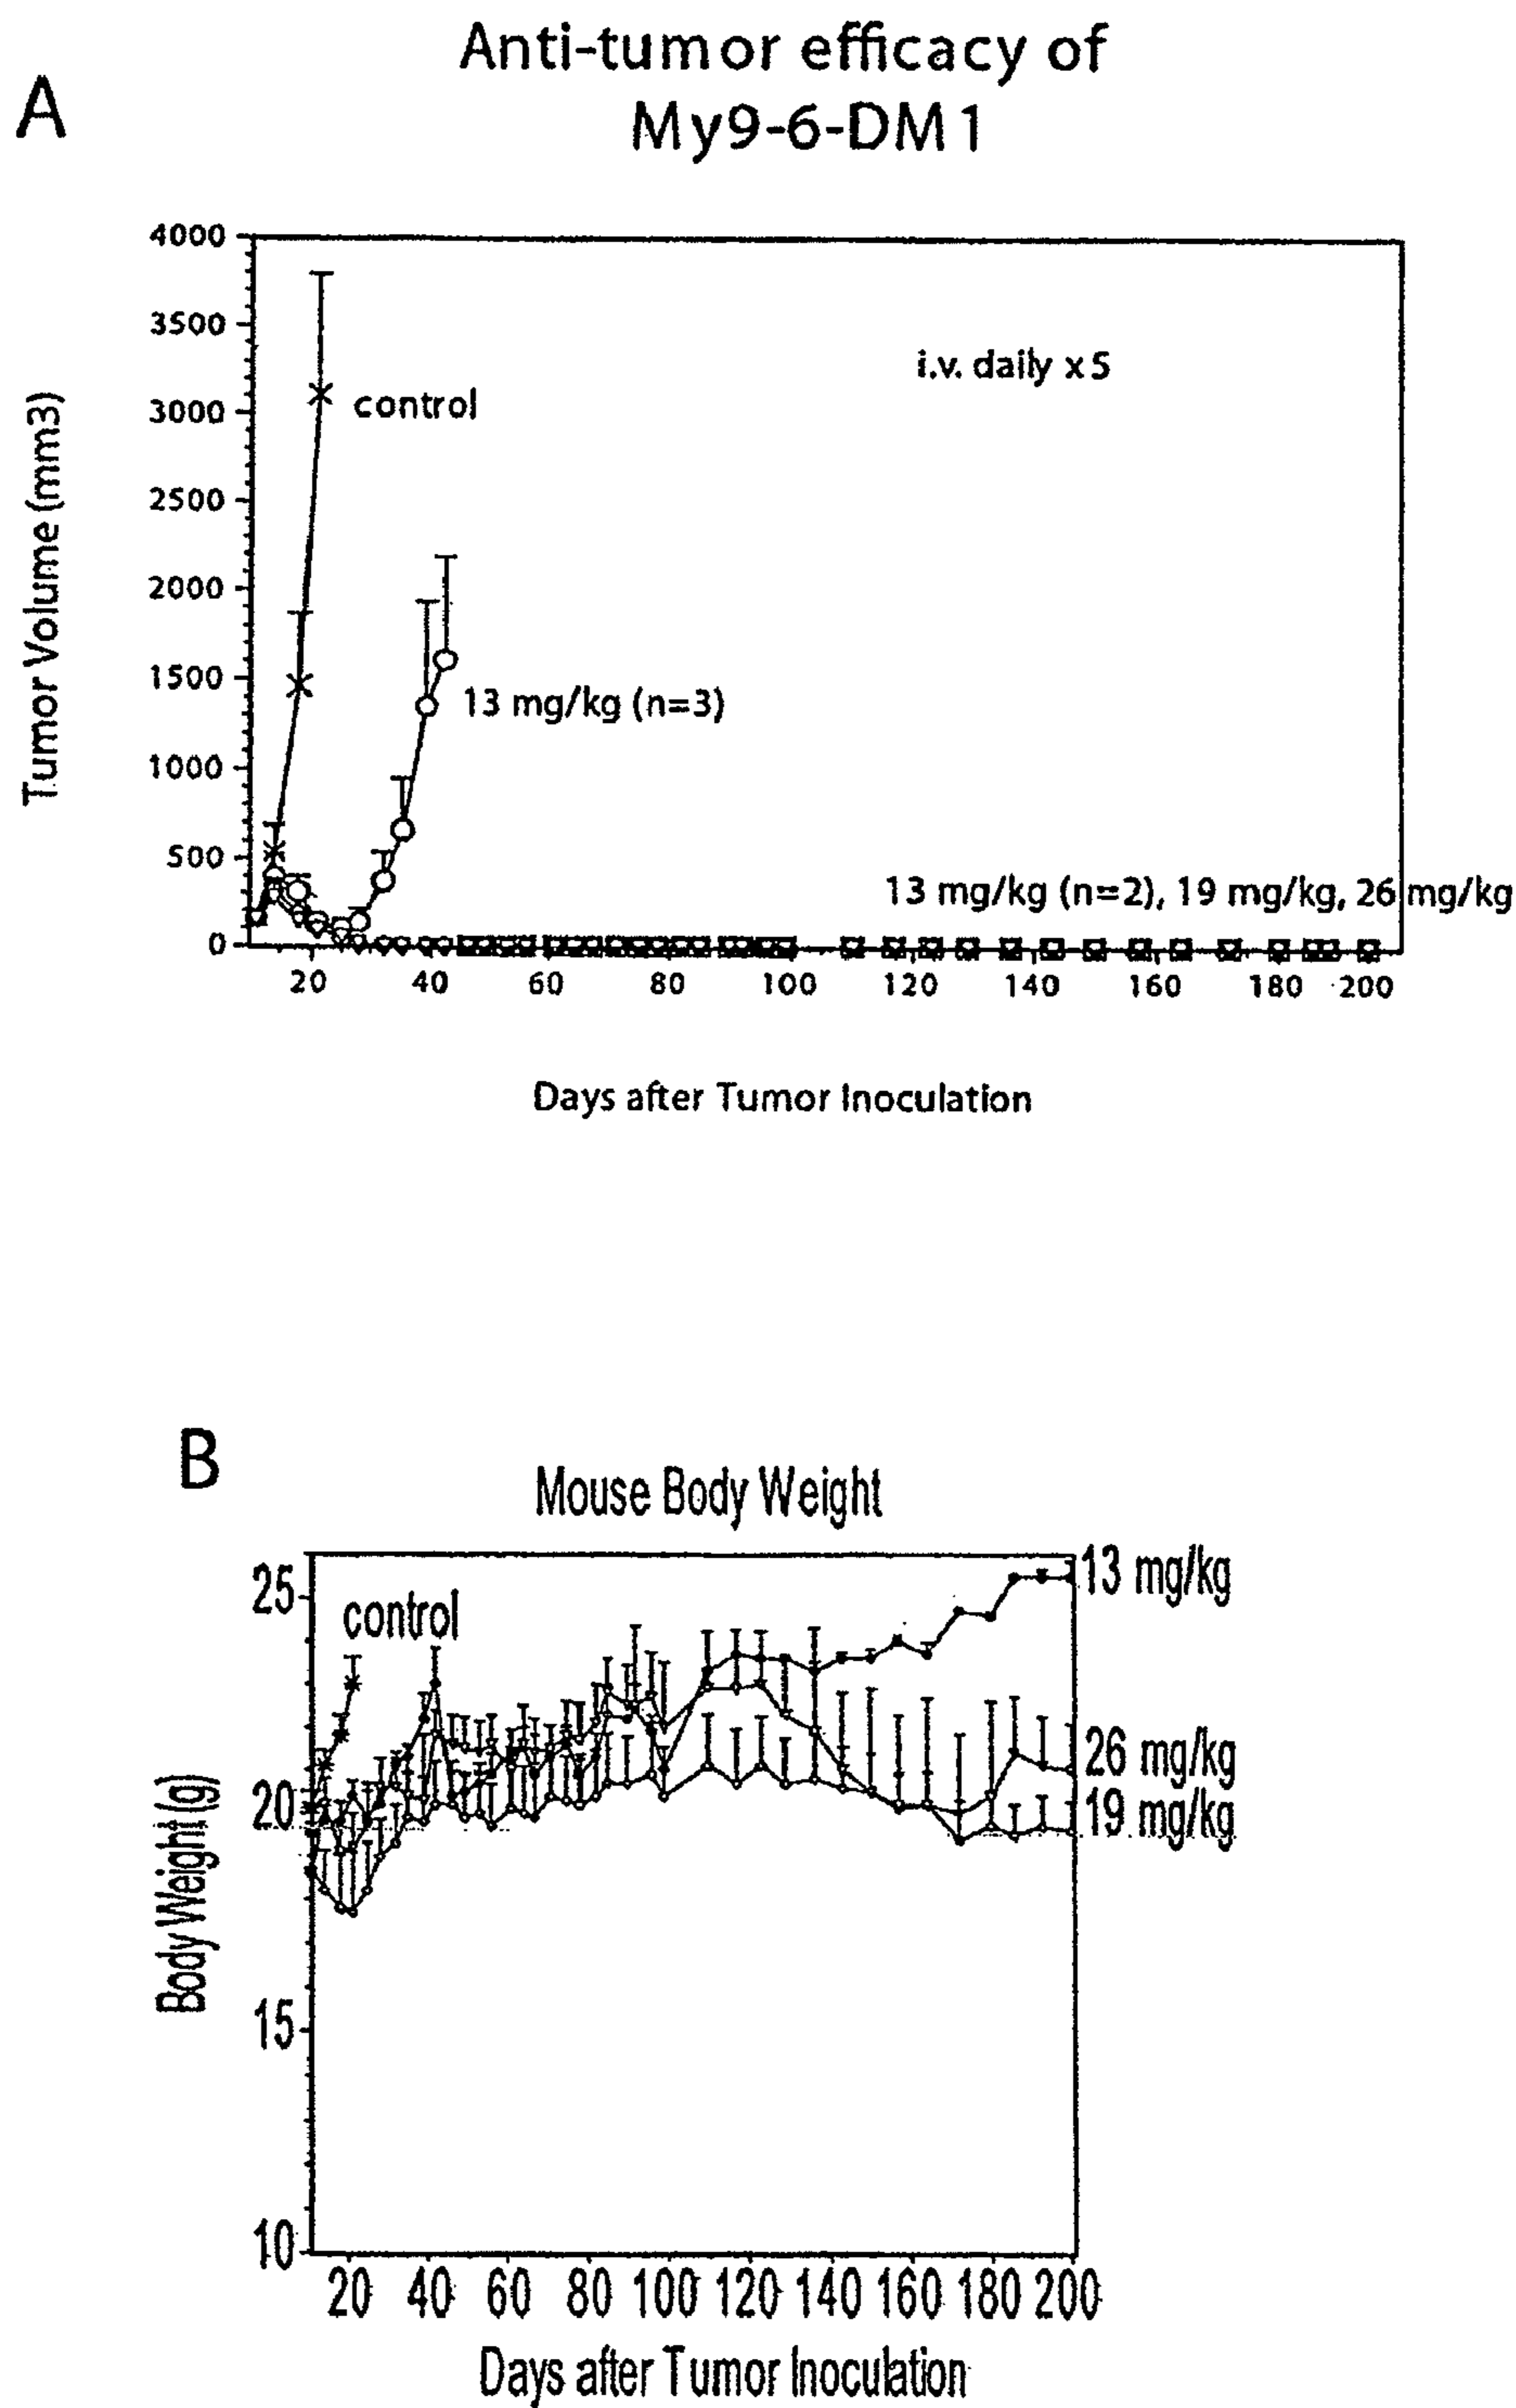 Anti-tumor efficacy of
My9-6-DM1
A
4000
3500
3000
2500
2000
1500
1000
500
0
Tumor Volume (mm3)
i.v. daily x 5
control
13 mg/kg (n=3)
13 mg/kg (n=2), 19 mg/kg, 26 mg/kg
20 40 60 80 100 120 140 160 180 200
Days after Tumor Inoculation
B
Mouse Body Weight
25
20
15
10
Body Weight (g)
control
13 mg/kg
26 mg/kg
19 mg/kg
20 40 60 80 100 120 140 160 180 200
Days after Tumor Inoculation